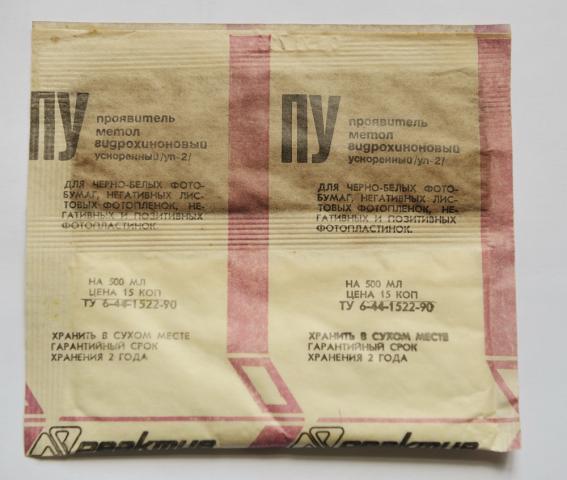 ПУ
проявитель
метол
гидрохиноновый
ускоренный/уп-2/
ДЛЯ ЧЕРНО-БЕЛЫХ ФОТО-
БУМАГ, НЕГАТИВНЫХ ЛИС-
ТОВЫХ ФОТОПЛЕНОК, НЕ-
ГАТИВНЫХ И ПОЗИТИВНЫХ
ФОТОПЛАСТИНОК.
НА 500 МЛ
ЦЕНА 15 КОП
ТУ 6-44-1522-90
ХРАНИТЬ В СУХОМ МЕСТЕ
ГАРАНТИЙНЫЙ СРОК
ХРАНЕНИЯ 2 ГОДА
реактив
ПУ
проявитель
метол
гидрохиноновый
ускоренный/уп-2/
ДЛЯ ЧЕРНО-БЕЛЫХ ФОТО-
БУМАГ, НЕГАТИВНЫХ ЛИС-
ТОВЫХ ФОТОПЛЕНОК, НЕ-
ГАТИВНЫХ И ПОЗИТИВНЫХ
ФОТОПЛАСТИНОК.
НА 500 МЛ
ЦЕНА 15 КОП
ТУ 6-44-1522-90
ХРАНИТЬ В СУХОМ МЕСТЕ
ГАРАНТИЙНЫЙ СРОК
ХРАНЕНИЯ 2 ГОДА
реактив